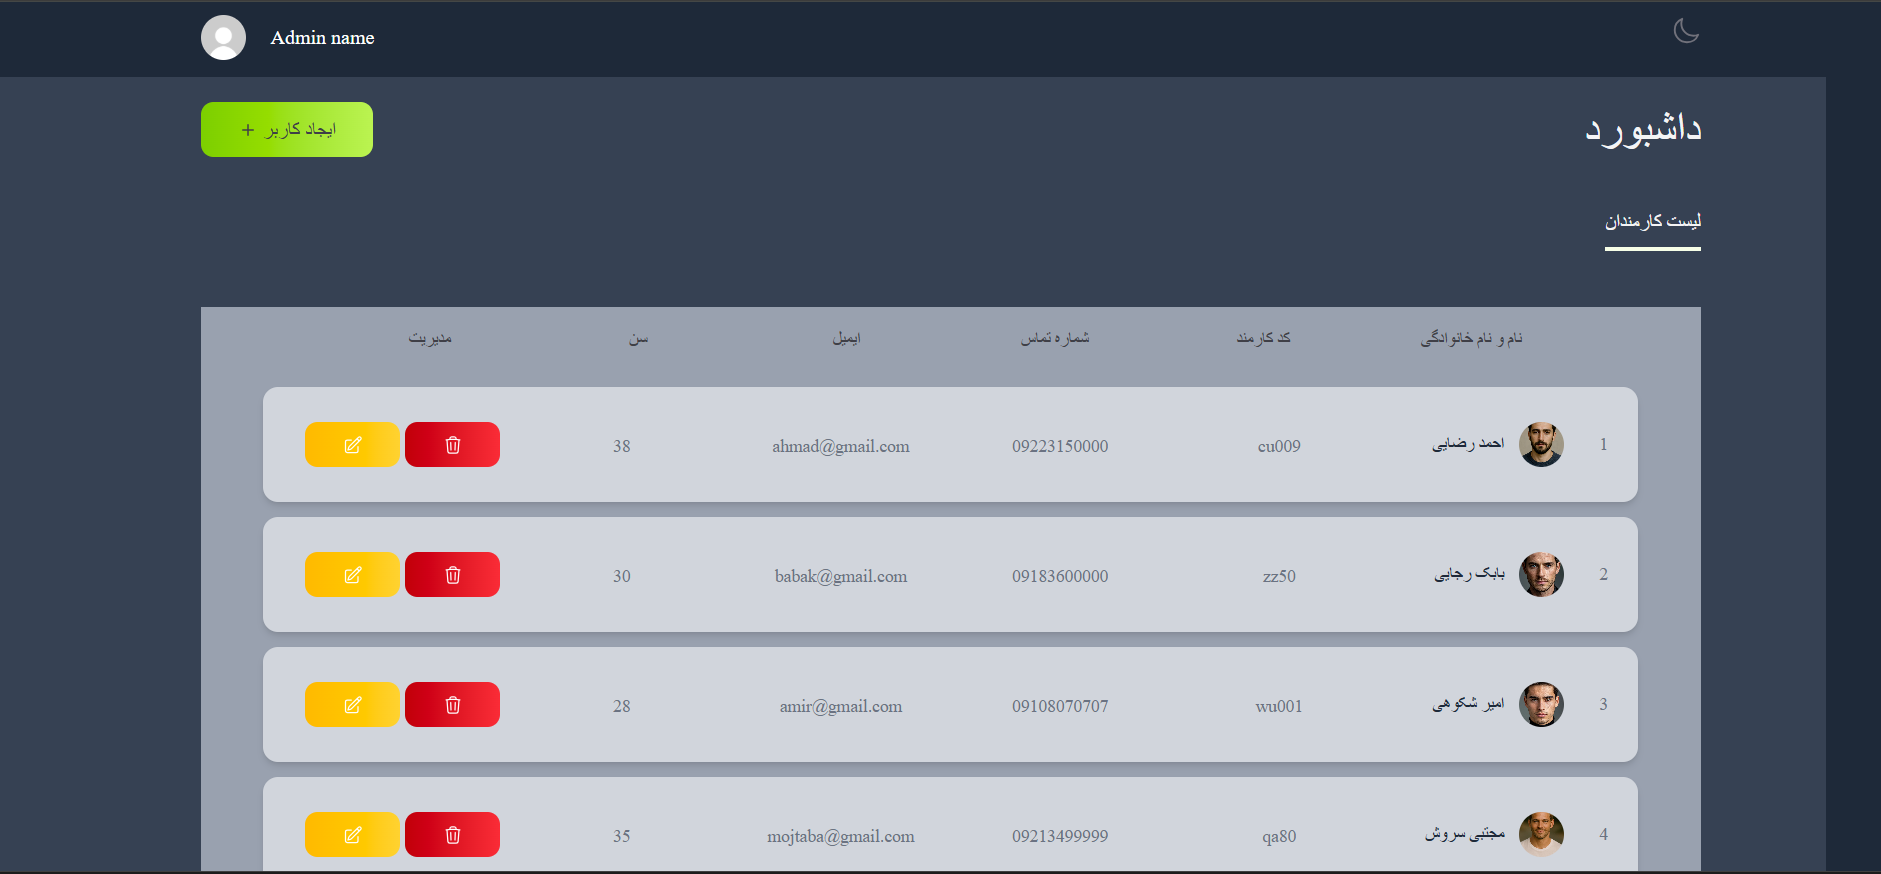 Admin name
داشبورد
ایجاد کاربر +
لیست کارمندان
نام و نام خانوادگی کد کارمند شماره تماس ایمیل سن مدیریت
1 احمد رضایی cu009 09223150000 ahmad@gmail.com 38
2 بابک رجایی zz50 09183600000 babak@gmail.com 30
3 امیر شکوهی wu001 09108070707 amir@gmail.com 28
4 مجتبی سروش qa80 09213499999 mojtaba@gmail.com 35